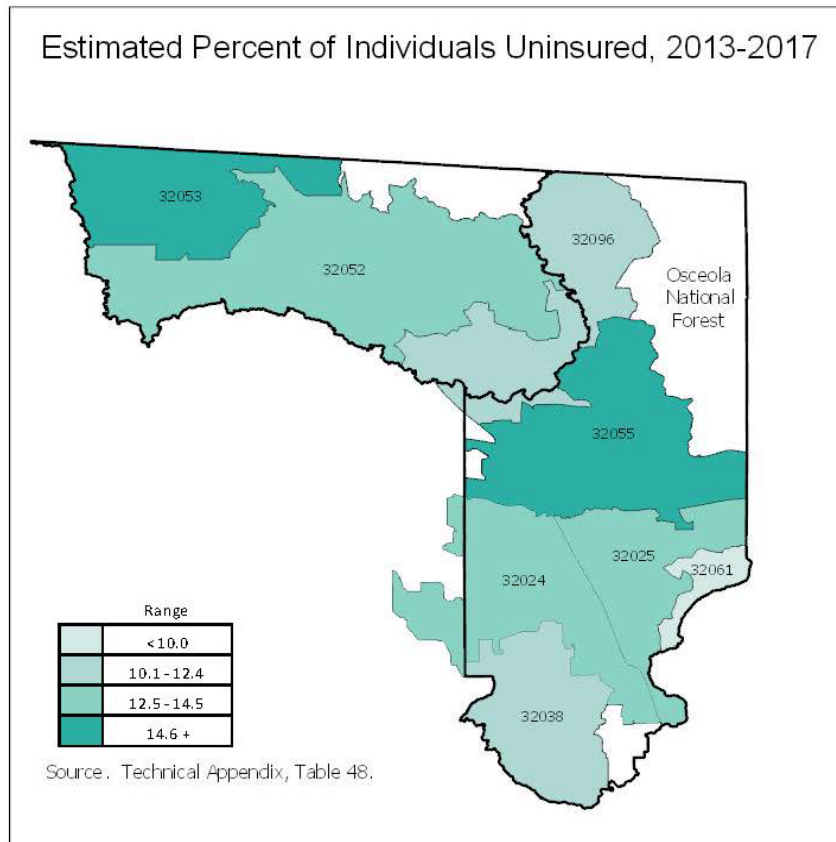 Estimated Percent of Individuals Uninsured, 2013-2017
32053
32096
32052
Osceola
National
Forest
32055
32025
32061
32024
32038
Range
<10.0
10.1 - 12.4
12.5 - 14.5
14.6 +
Source. Technical Appendix, Table 48.